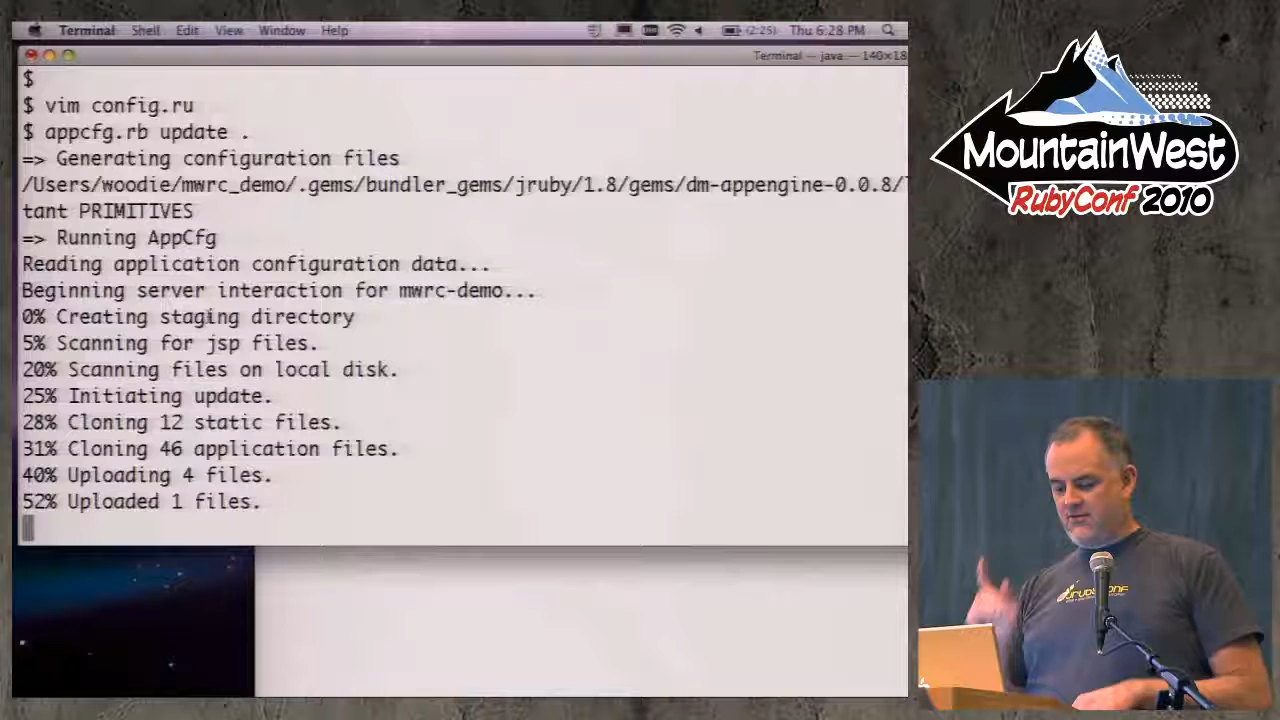 Terminal Shell Edit View Window Help (2:25) Thu 6:28 PM
Terminal — java — 140×18
$
$ vim config.ru
$ appcfg.rb update .
=> Generating configuration files
/Users/woodie/mwrc_demo/.gems/bundler_gems/jruby/1.8/gems/dm-appengine-0.0.8/
tant PRIMITIVES
=> Running AppCfg
Reading application configuration data...
Beginning server interaction for mwrc-demo...
0% Creating staging directory
5% Scanning for jsp files.
20% Scanning files on local disk.
25% Initiating update.
28% Cloning 12 static files.
31% Cloning 46 application files.
40% Uploading 4 files.
52% Uploaded 1 files.
MountainWest
RubyConf 2010